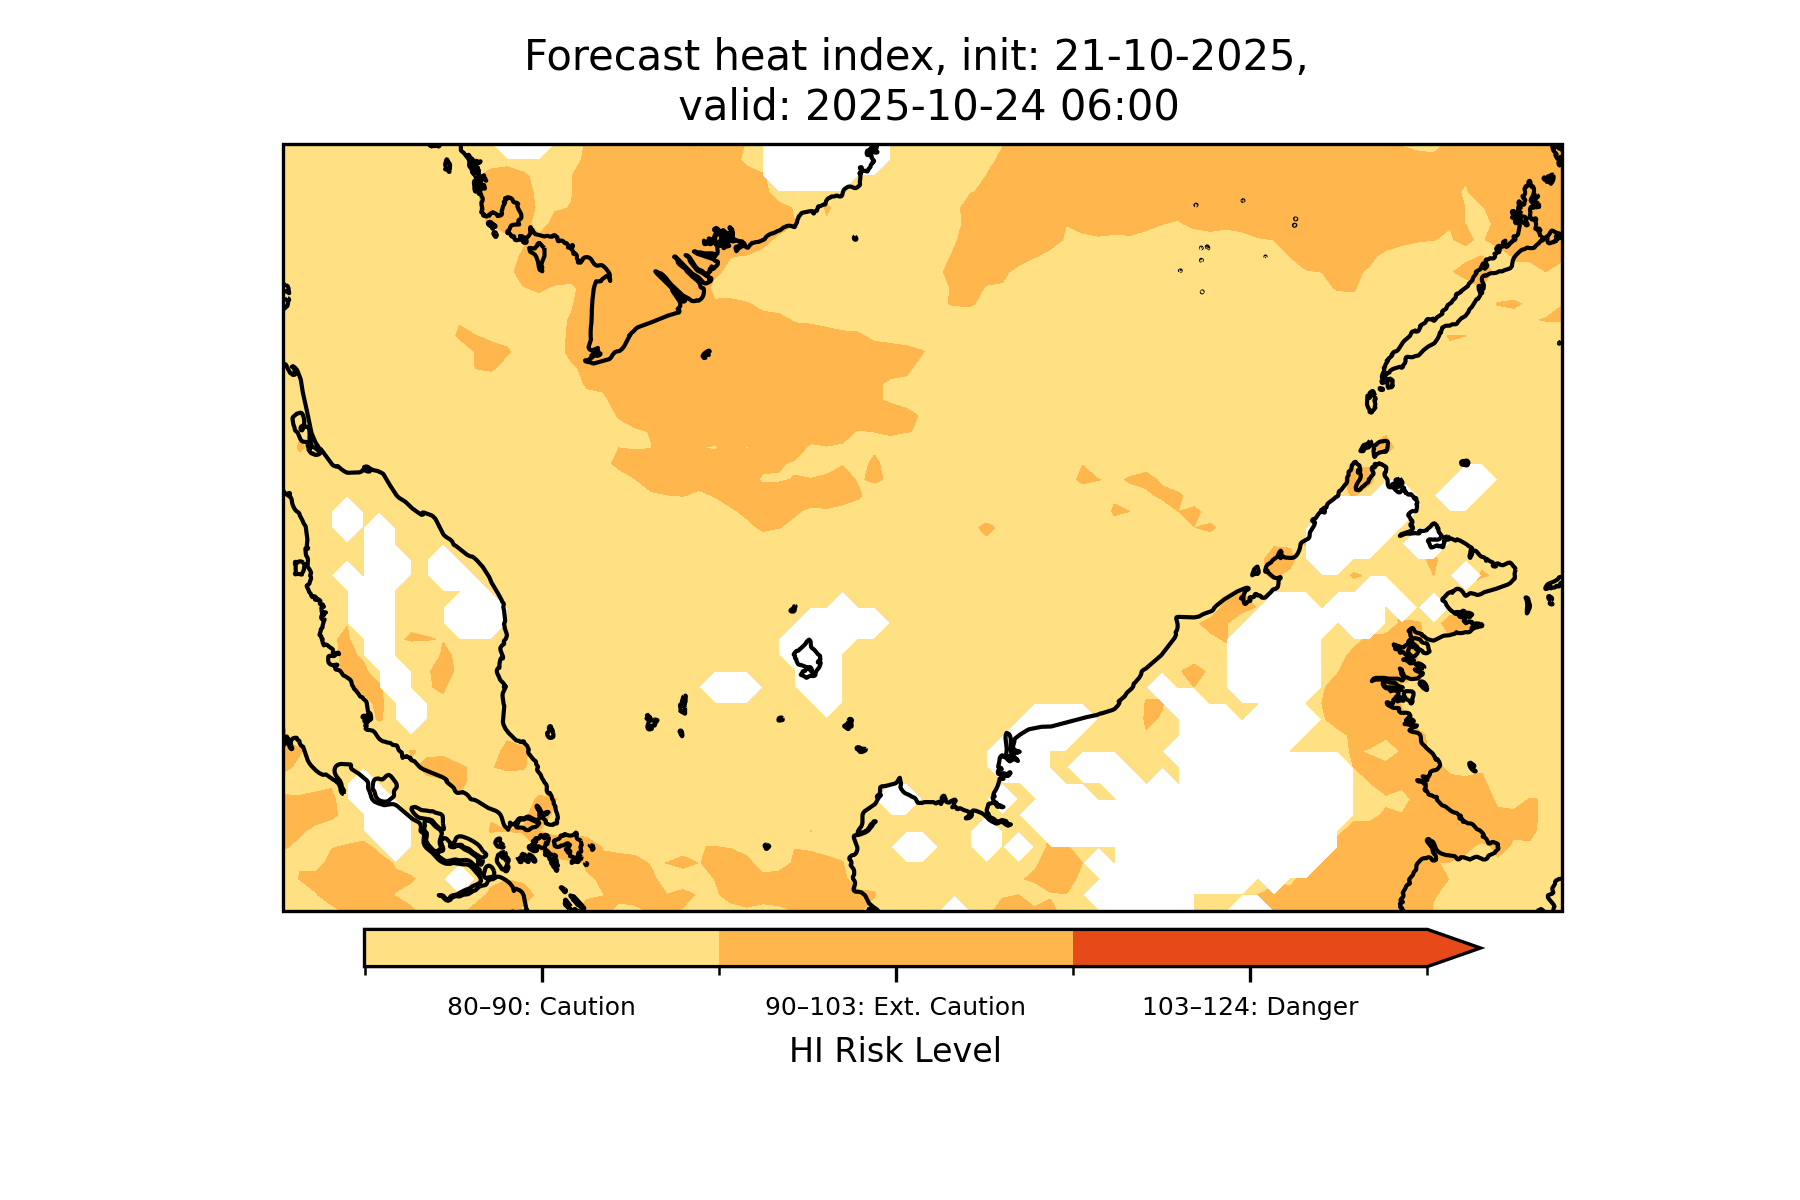 Forecast heat index, init: 21-10-2025,
valid: 2025-10-24 06:00
80–90: Caution
90–103: Ext. Caution
103–124: Danger
HI Risk Level